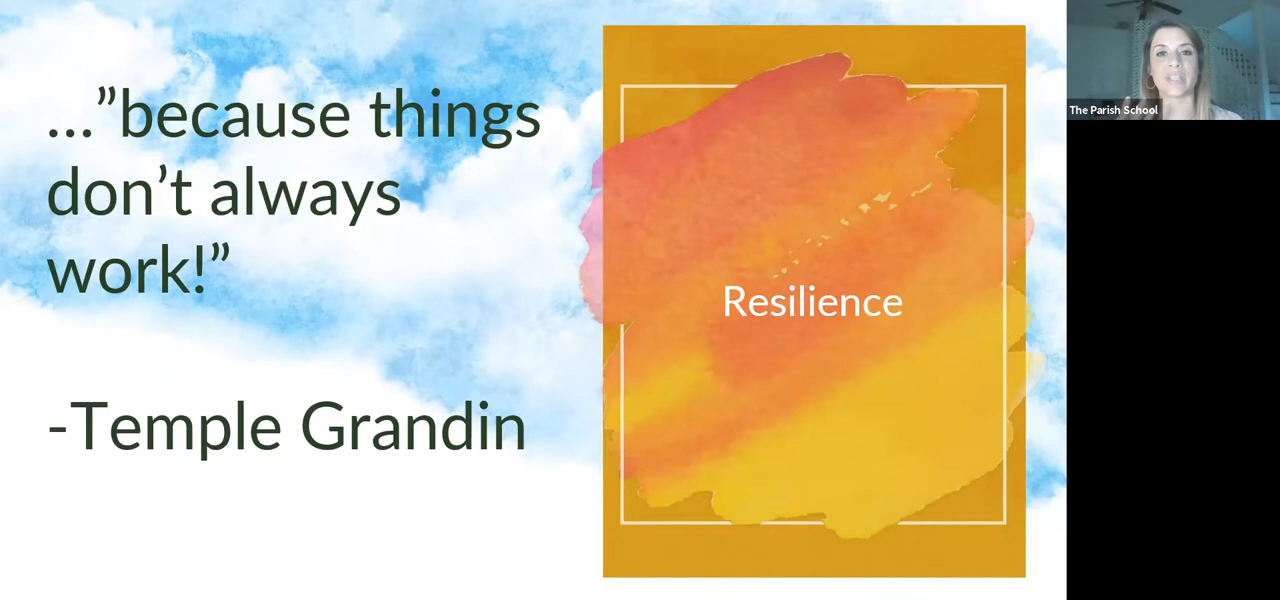 ...”because things
don’t always
work!”
-Temple Grandin
Resilience
The Parish School